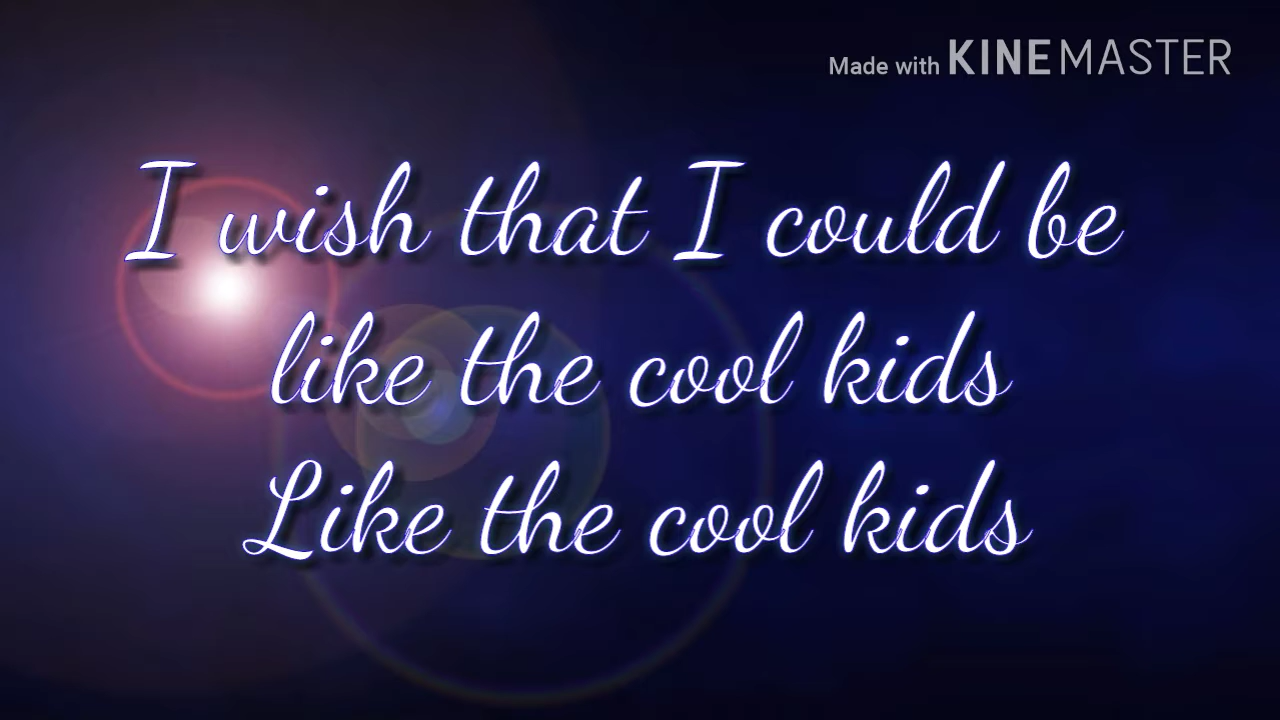 Made with KINEMASTER
I wish that I could be
like the cool kids
Like the cool kids